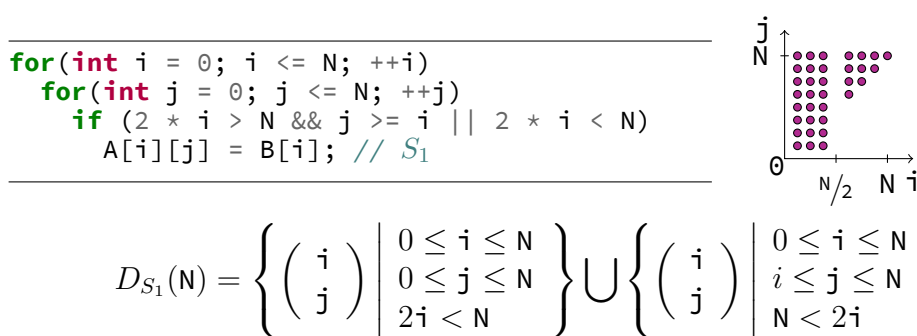 for(int i = 0; i <= N; ++i)
for(int j = 0; j <= N; ++j)
if (2 * i > N && j >= i || 2 * i < N)
A[i][j] = B[i]; // S₁
j
N
0
N/2 N i
D_{S₁}(N) = { ( i j ) | 0 ≤ i ≤ N 0 ≤ j ≤ N 2i < N } ⋃ { ( i j ) | 0 ≤ i ≤ N i ≤ j ≤ N N < 2i